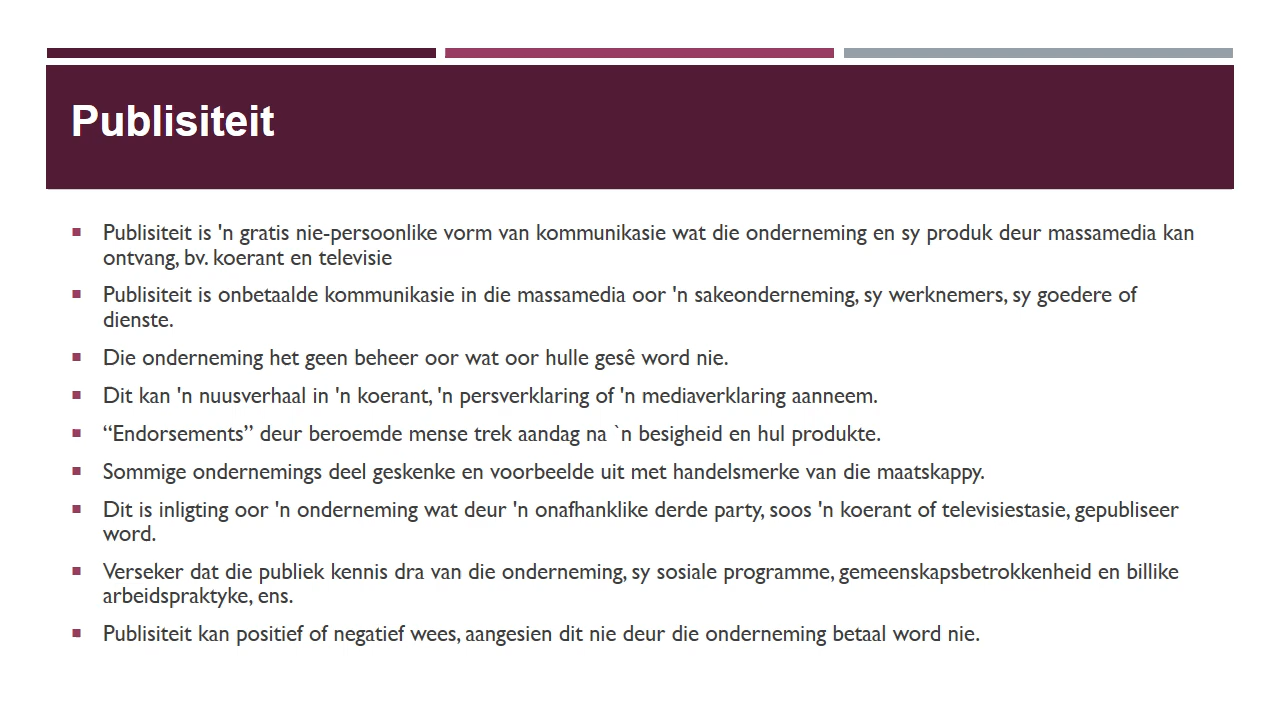 Publisiteit
Publisiteit is 'n gratis nie-persoonlike vorm van kommunikasie wat die onderneming en sy produk deur massamedia kan
ontvang, bv. koerant en televisie
Publisiteit is onbetaalde kommunikasie in die massamedia oor 'n sakeonderneming, sy werknemers, sy goedere of
dienste.
Die onderneming het geen beheer oor wat oor hulle gesê word nie.
Dit kan 'n nuusverhaal in 'n koerant, 'n persverklaring of 'n mediaverklaring aanneem.
“Endorsements” deur beroemde mense trek aandag na `n besigheid en hul produkte.
Sommige ondernemings deel geskenke en voorbeelde uit met handelsmerke van die maatskappy.
Dit is inligting oor 'n onderneming wat deur 'n onafhanklike derde party, soos 'n koerant of televisiestasie, gepubliseer
word.
Verseker dat die publiek kennis dra van die onderneming, sy sosiale programme, gemeenskapsbetrokkenheid en billike
arbeidspraktyke, ens.
Publisiteit kan positief of negatief wees, aangesien dit nie deur die onderneming betaal word nie.